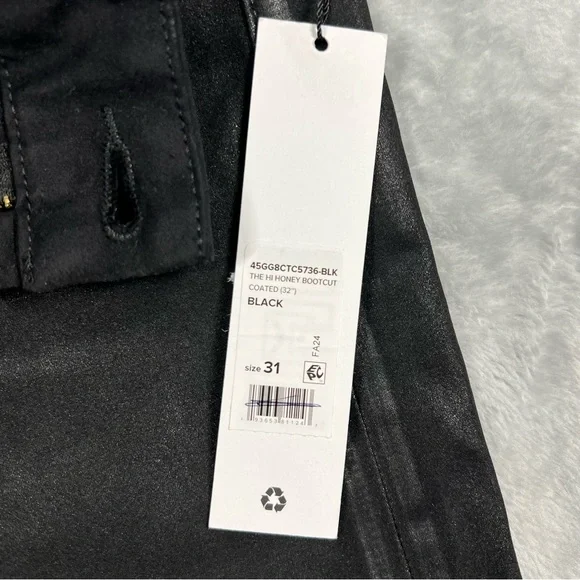 45GG8CTC5736-BLK
THE HI HONEY BOOTCUT
COATED (32")
BLACK
FA24
size 31